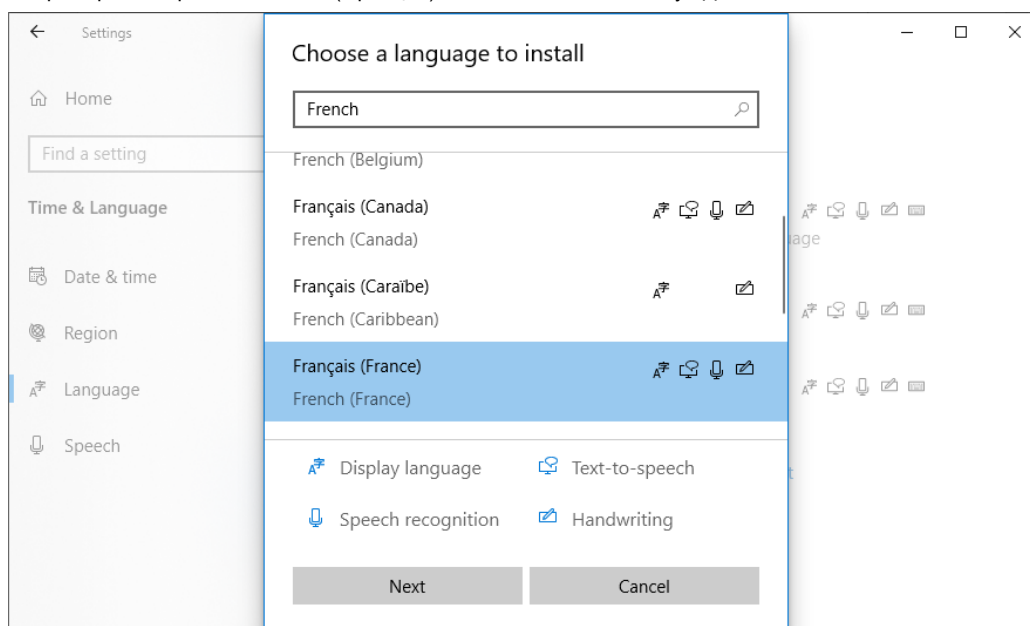 Settings
Home
Find a setting
Time & Language
Date & time
Region
Language
Speech
Choose a language to install
French
French (Belgium)
Français (Canada)
French (Canada)
Français (Caraïbe)
French (Caribbean)
Français (France)
French (France)
Display language
Text-to-speech
Speech recognition
Handwriting
Next
Cancel